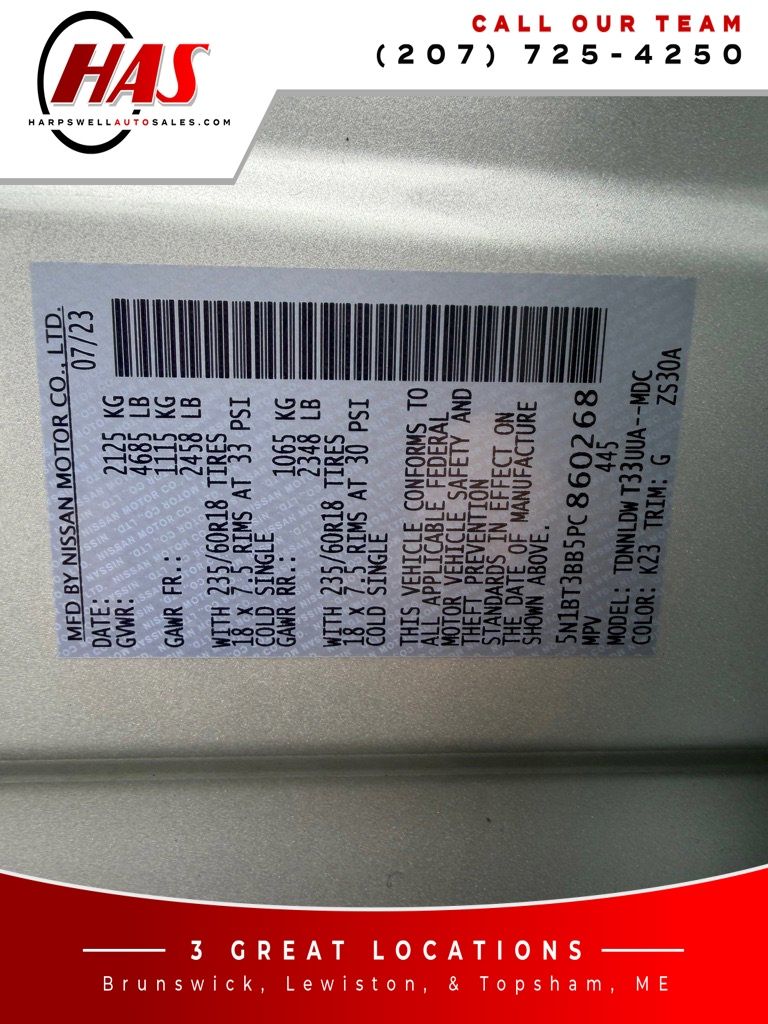 HAS
HARPSWELLAUTOSALES.COM
CALL OUR TEAM
(207) 725-4250
MFD BY NISSAN MOTOR CO., LTD.
DATE: 07/23
GVWR: 2125 KG
4685 LB
GAWR FR.: 1115 KG
2458 LB
WITH 235/60R18 TIRES
18 X 7.5 RIMS AT 33 PSI
COLD SINGLE
GAWR RR.: 1065 KG
2348 LB
WITH 235/60R18 TIRES
18 X 7.5 RIMS AT 30 PSI
COLD SINGLE
THIS VEHICLE CONFORMS TO
ALL APPLICABLE FEDERAL
MOTOR VEHICLE SAFETY AND
THEFT PREVENTION
STANDARDS IN EFFECT ON
THE DATE OF MANUFACTURE
SHOWN ABOVE.
5N1BT3BB5PC860268
MPV 445
MODEL: TDNNLDW T33UUA--MDC
COLOR: K23 TRIM: G ZS30A
3 GREAT LOCATIONS
Brunswick, Lewiston, & Topsham, ME